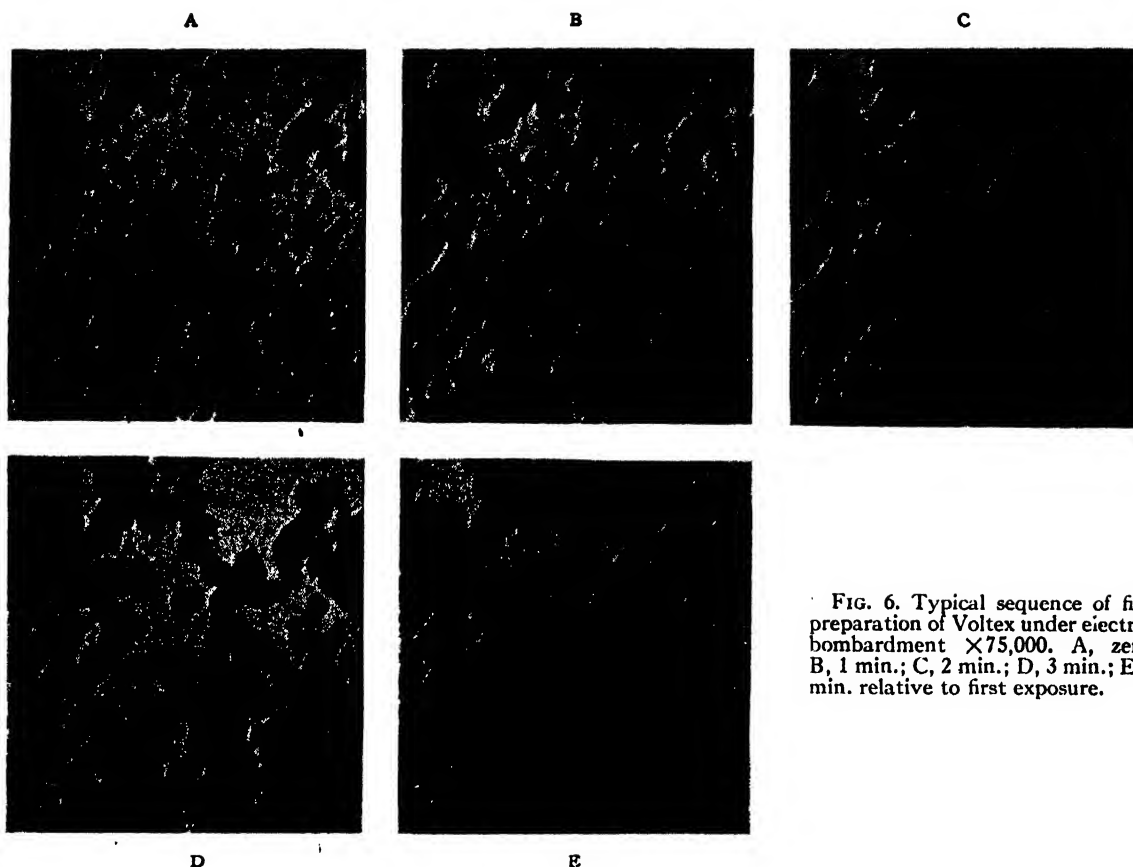 A
B
C
FIG. 6. Typical sequence of fi
preparation of Voltex under electr
bombardment ×75,000. A, zer
B, 1 min.; C, 2 min.; D, 3 min.; E
min. relative to first exposure.
D
E